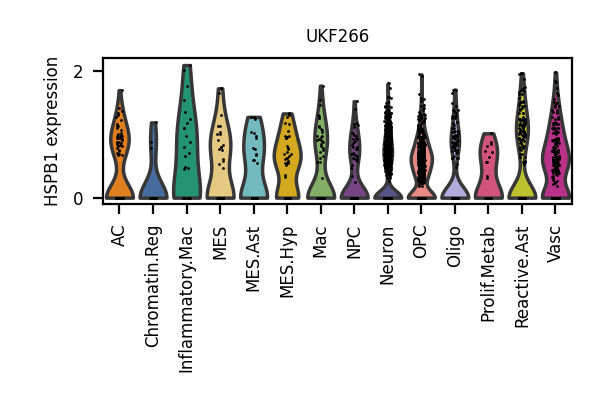 UKF266
HSPB1 expression
2
0
AC
Chromatin.Reg
Inflammatory.Mac
MES
MES.Ast
MES.Hyp
Mac
NPC
Neuron
OPC
Oligo
Prolif.Metab
Reactive.Ast
Vasc